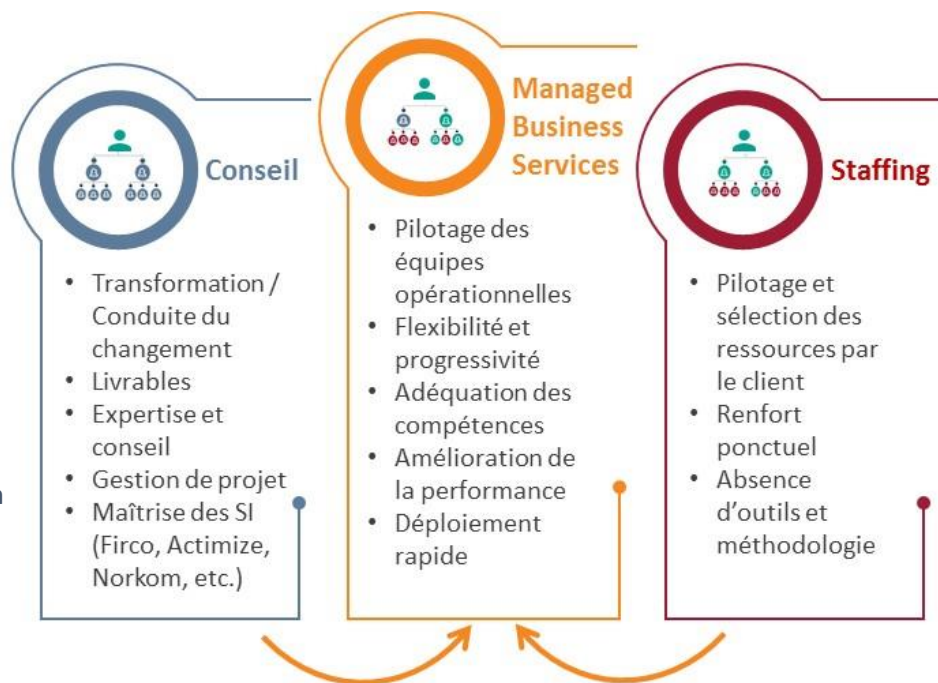 Conseil
• Transformation /
Conduite du
changement
• Livrables
• Expertise et
conseil
• Gestion de projet
• Maîtrise des SI
(Firco, Actimize,
Norkom, etc.)
Managed
Business
Services
• Pilotage des
équipes
opérationnelles
• Flexibilité et
progressivité
• Adéquation des
compétences
• Amélioration de
la performance
• Déploiement
rapide
Staffing
• Pilotage et
sélection des
ressources par
le client
• Renfort
ponctuel
• Absence
d'outils et
méthodologie